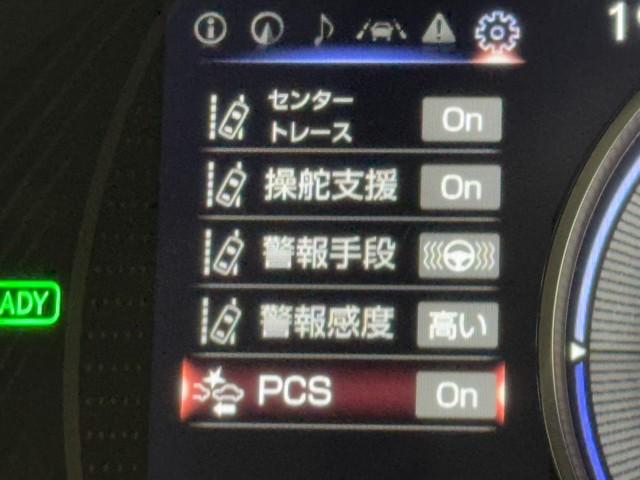 センター
トレース
On
操舵支援 On
警報手段
警報感度 高い
PCS On
ADY